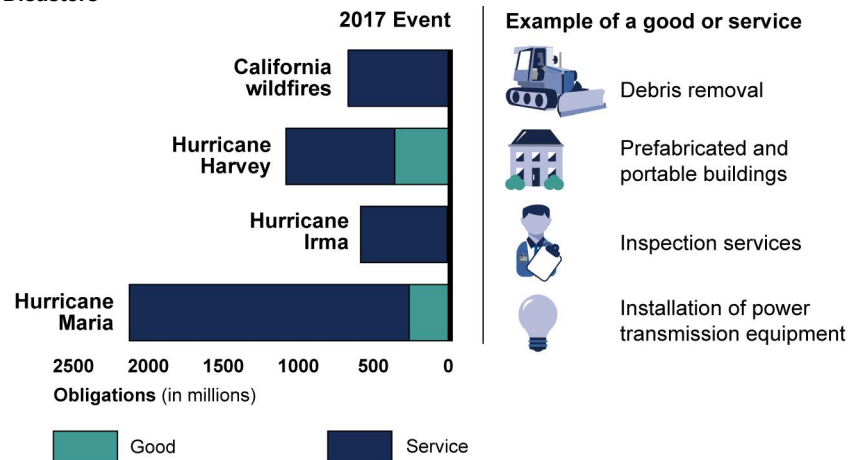 2017 Event
Example of a good or service
California
wildfires
Debris removal
Hurricane
Harvey
Prefabricated and
portable buildings
Hurricane
Irma
Inspection services
Hurricane
Maria
Installation of power
transmission equipment
2500 2000 1500 1000 500 0
Obligations (in millions)
Good Service